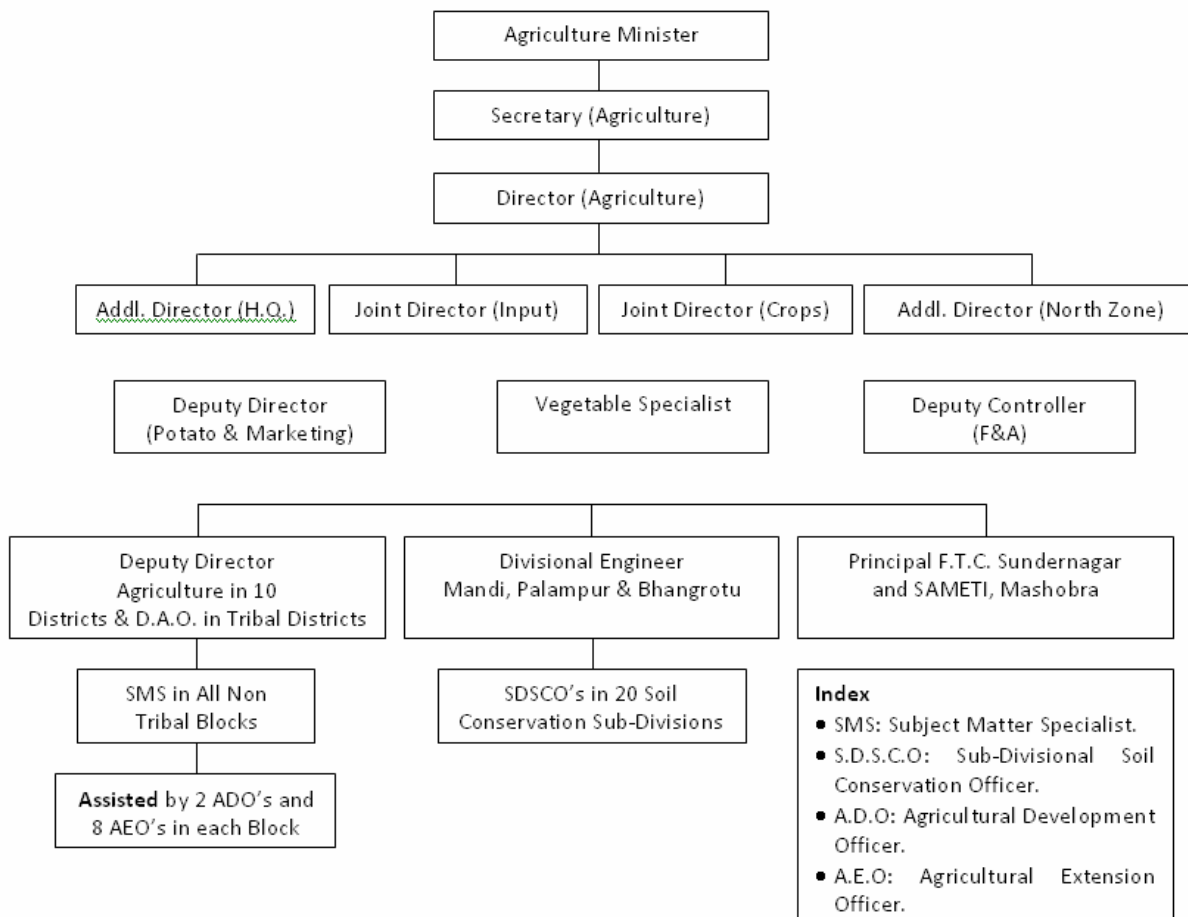 Agriculture Minister
Secretary (Agriculture)
Director (Agriculture)
Addl. Director (H.Q.)
Joint Director (Input)
Joint Director (Crops)
Addl. Director (North Zone)
Deputy Director
(Potato & Marketing)
Vegetable Specialist
Deputy Controller
(F&A)
Deputy Director
Agriculture in 10
Districts & D.A.O. in Tribal Districts
Divisional Engineer
Mandi, Palampur & Bhangrotu
Principal F.T.C. Sundernagar
and SAMETI, Mashobra
SMS in All Non
Tribal Blocks
SDSCO's in 20 Soil
Conservation Sub-Divisions
Assisted by 2 ADO's and
8 AEO's in each Block
Index
• SMS: Subject Matter Specialist.
• S.D.S.C.O: Sub-Divisional Soil
Conservation Officer.
• A.D.O: Agricultural Development
Officer.
• A.E.O: Agricultural Extension
Officer.